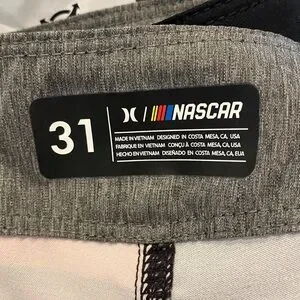 31
NASCAR
MADE IN VIETNAM DESIGNED IN COSTA MESA, CA, USA
FABRIQUE EN VIETNAM CONÇU À COSTA MESA, CA, USA
HECHO EN VIETNAM DISEÑADO EN COSTA MESA, CA, EUA